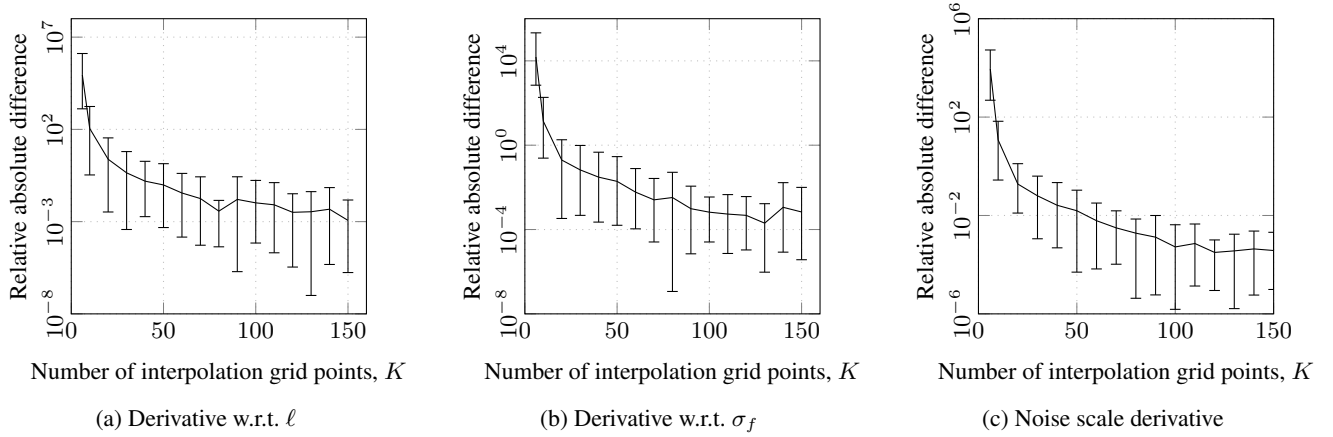 Relative absolute difference
10^7
10^2
10^{-3}
10^{-8}
0
50
100
150
Number of interpolation grid points, K
(a) Derivative w.r.t. ℓ
Relative absolute difference
10^4
10^0
10^{-4}
10^{-8}
0
50
100
150
Number of interpolation grid points, K
(b) Derivative w.r.t. σ_f
Relative absolute difference
10^6
10^2
10^{-2}
10^{-6}
50
100
150
Number of interpolation grid points, K
(c) Noise scale derivative